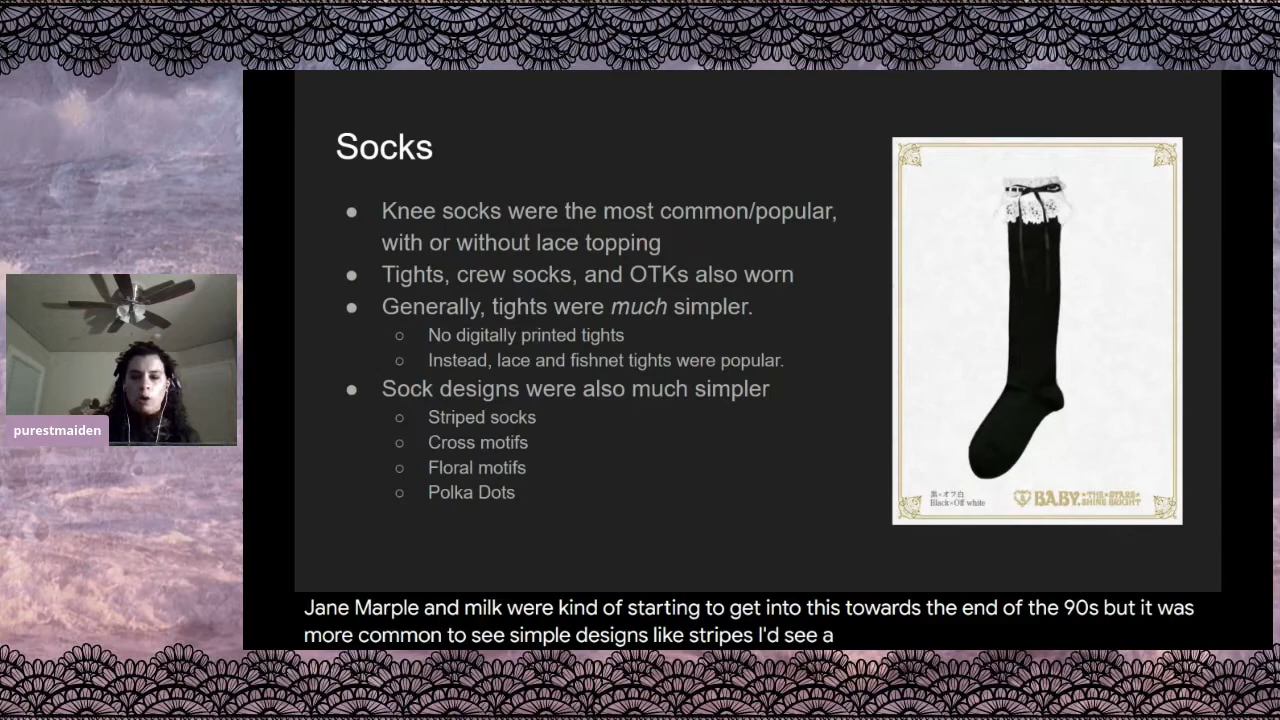 Socks
● Knee socks were the most common/popular,
with or without lace topping
● Tights, crew socks, and OTKs also worn
● Generally, tights were much simpler.
○ No digitally printed tights
○ Instead, lace and fishnet tights were popular.
● Sock designs were also much simpler
○ Striped socks
○ Cross motifs
○ Floral motifs
○ Polka Dots
黒×オフ白
Black×Off white
BABY, THE STARS SHINE BRIGHT
purestmaiden
Jane Marple and milk were kind of starting to get into this towards the end of the 90s but it was
more common to see simple designs like stripes I'd see a